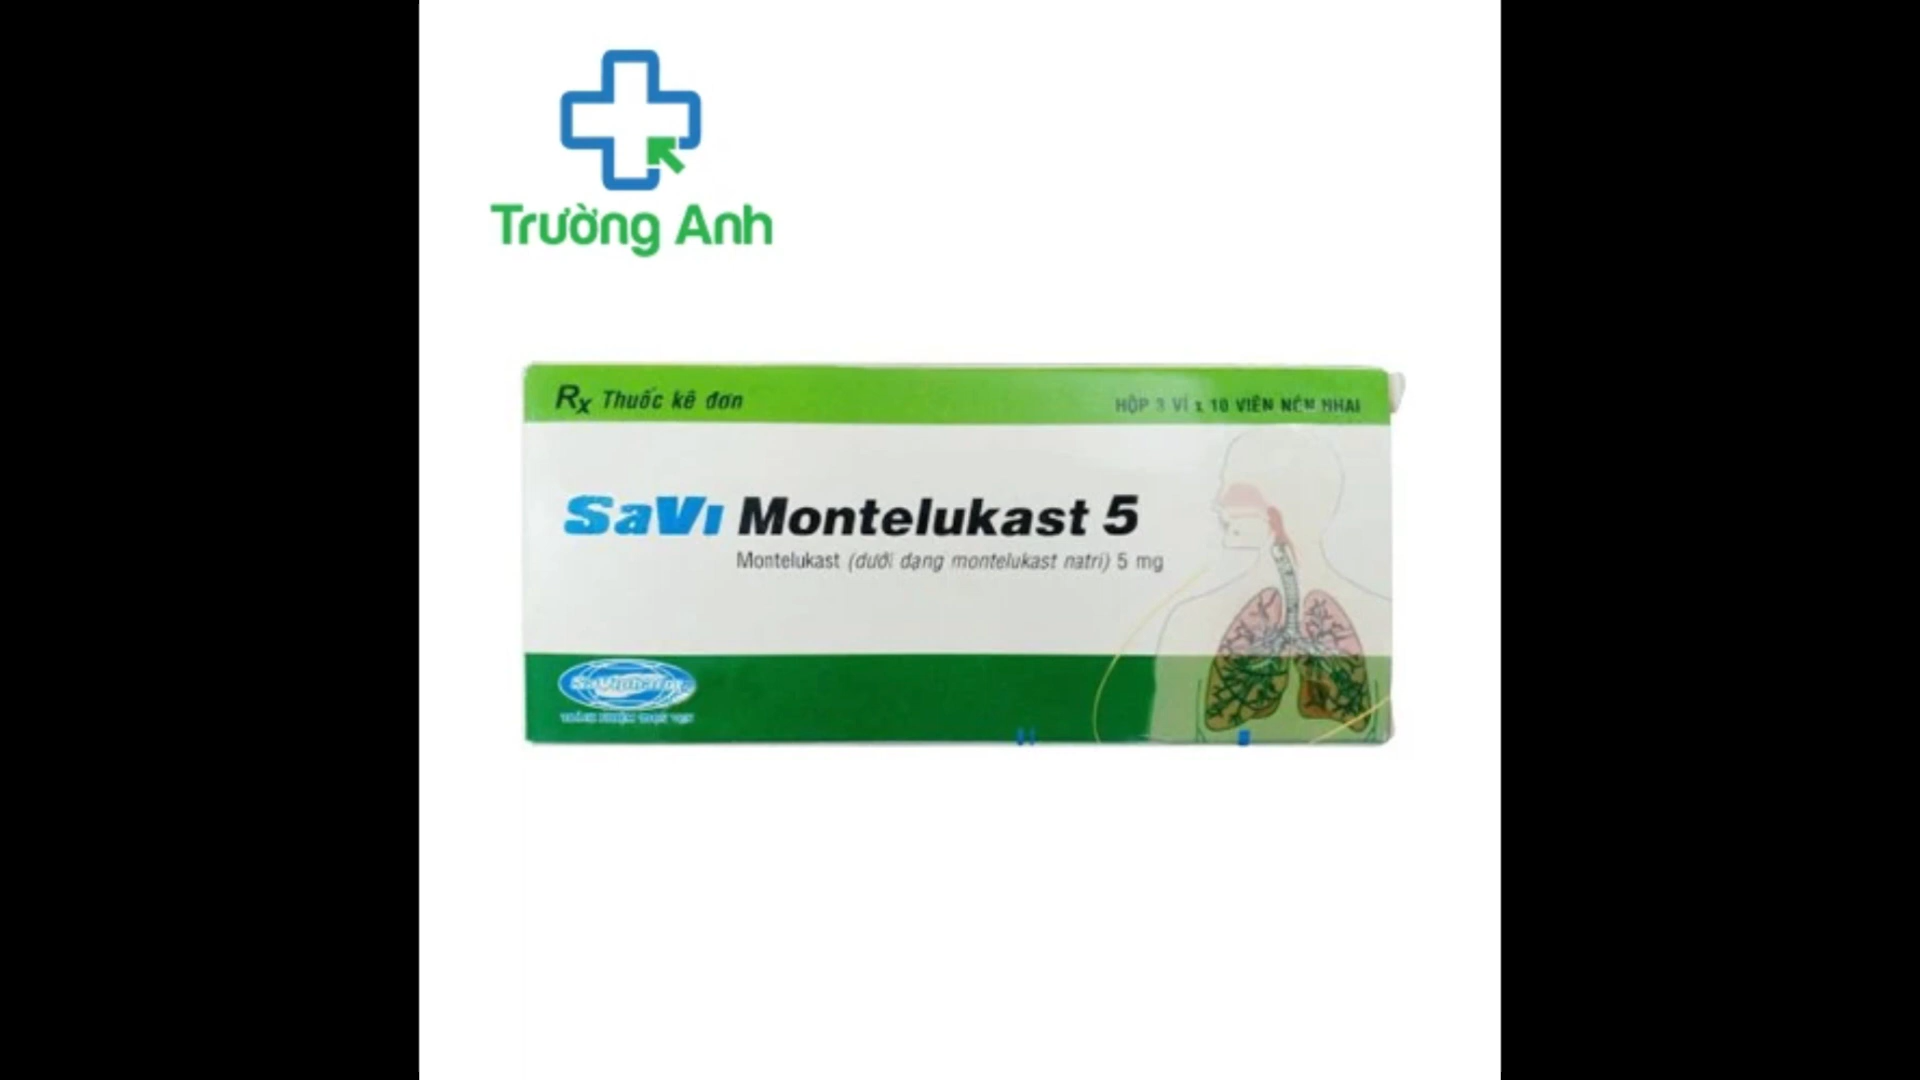 Trường Anh
Rx Thuốc kê đơn
HỘP 3 VỈ x 10 VIÊN NÉN NHAI
SaVi Montelukast 5
Montelukast (dưới dạng montelukast natri) 5 mg
SaVipharm